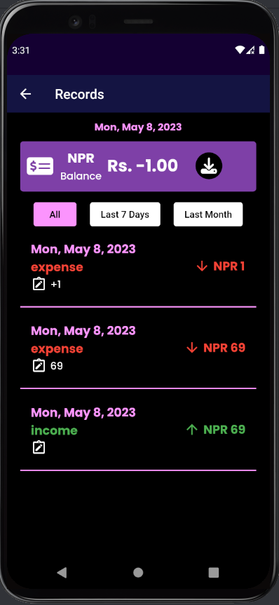 3:31
Records
Mon, May 8, 2023
NPR
Balance
Rs. -1.00
All
Last 7 Days
Last Month
Mon, May 8, 2023
expense
NPR 1
+1
Mon, May 8, 2023
expense
NPR 69
69
Mon, May 8, 2023
income
NPR 69